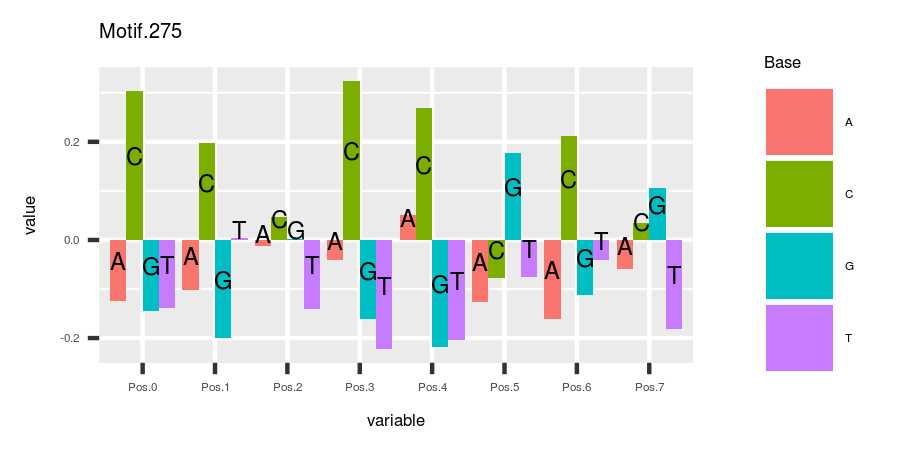 Motif.275
Base
value
0.2
0.0
-0.2
A C G T A C G T A C G T A C G T A C G T A C G T A C G T A C G T
Pos.0 Pos.1 Pos.2 Pos.3 Pos.4 Pos.5 Pos.6 Pos.7
variable
A
C
G
T